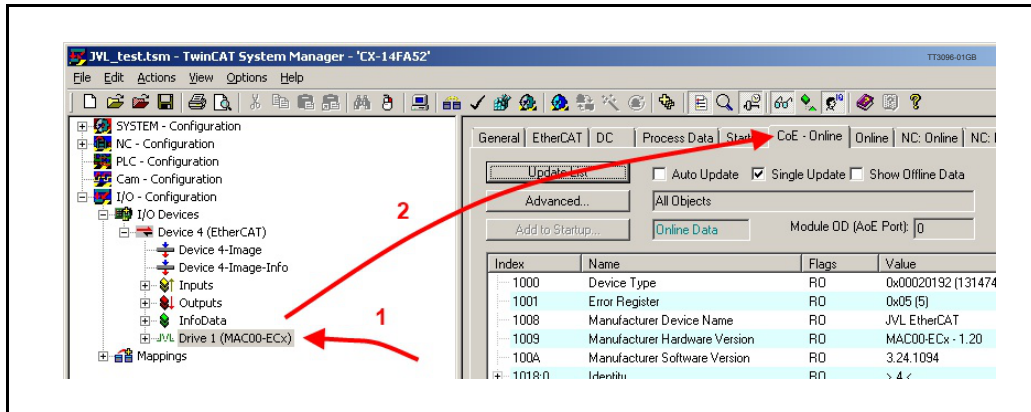 JVL_test.tsm - TwinCAT System Manager - 'CX-14FA52'
TT3096-01GB
File Edit Actions View Options Help
SYSTEM - Configuration
NC - Configuration
PLC - Configuration
Cam - Configuration
I/O - Configuration
I/O Devices
Device 4 (EtherCAT)
Device 4-Image
Device 4-Image-Info
Inputs
Outputs
InfoData
JVL Drive 1 (MAC00-ECx)
Mappings
2
1
General EtherCAT DC Process Data Start CoE - Online Online NC: Online NC:
Update List Auto Update Single Update Show Offline Data
Advanced... All Objects
Add to Startup... Online Data Module OD (AoE Port): 0
Index Name Flags Value
1000 Device Type RO 0x00020192 (131474
1001 Error Register RO 0x05 (5)
1008 Manufacturer Device Name RO JVL EtherCAT
1009 Manufacturer Hardware Version RO MAC00-ECx - 1.20
100A Manufacturer Software Version RO 3.24.1094
1018:0 Identity RO > 4 <